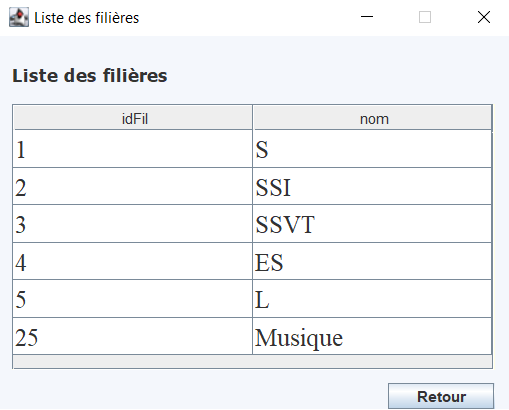 Liste des filières
Liste des filières
idFil nom
1 S
2 SSI
3 SSVT
4 ES
5 L
25 Musique
Retour